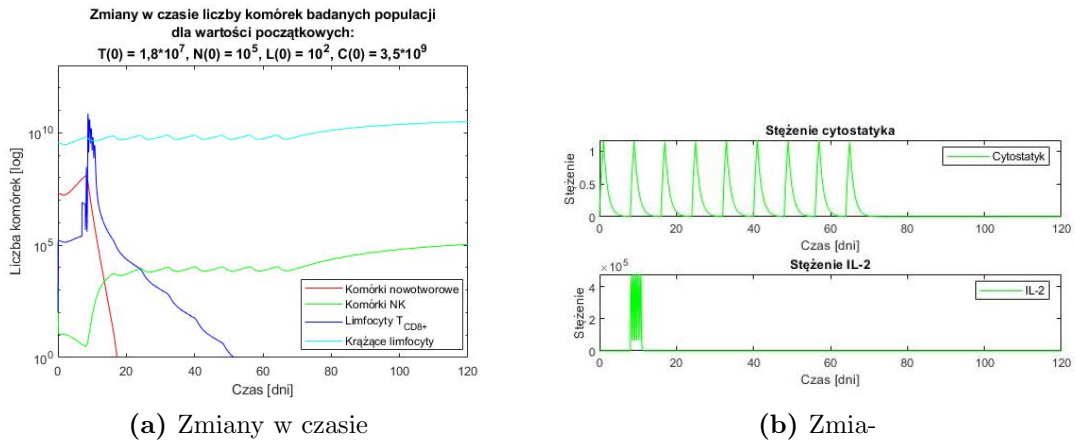 Zmiany w czasie liczby komórek badanych populacji
dla wartości początkowych:
T(0) = 1,8*10^7, N(0) = 10^5, L(0) = 10^2, C(0) = 3,5*10^9
Liczba komórek [log]
10^10
10^5
10^0
Komórki nowotworowe
Komórki NK
Limfocyty T_CD8+
Krążące limfocyty
0 20 40 60 80 100 120
Czas [dni]
(a) Zmiany w czasie
Stężenie cytostatyka
Stężenie
1
0.5
0
Cytostatyk
0 20 40 60 80 100 120
Czas [dni]
Stężenie IL-2
×10^5
Stężenie
4
2
0
IL-2
0 20 40 60 80 100 120
Czas [dni]
(b) Zmia-